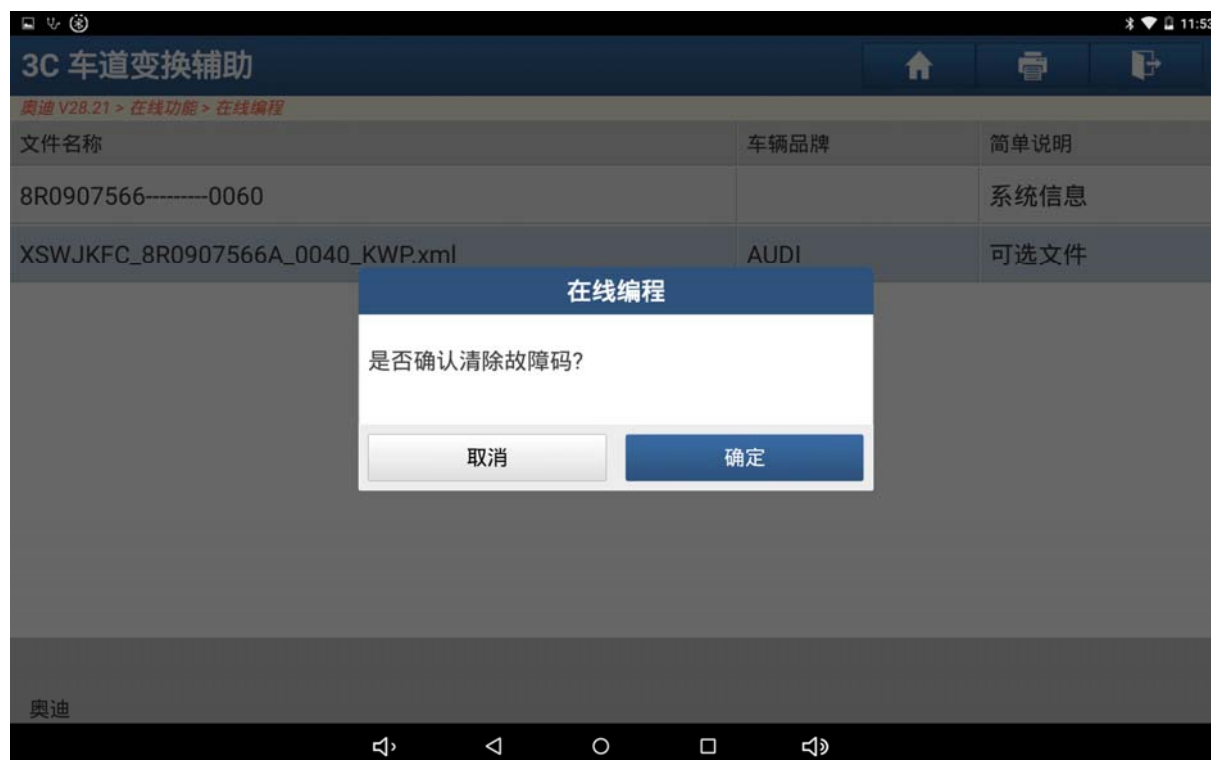 11:53
3C 车道变换辅助
奥迪 V28.21 > 在线功能 > 在线编程
文件名称 车辆品牌 简单说明
8R0907566---------0060 系统信息
XSWJKFC_8R0907566A_0040_KWP.xml AUDI 可选文件
在线编程
是否确认清除故障码?
取消 确定
奥迪